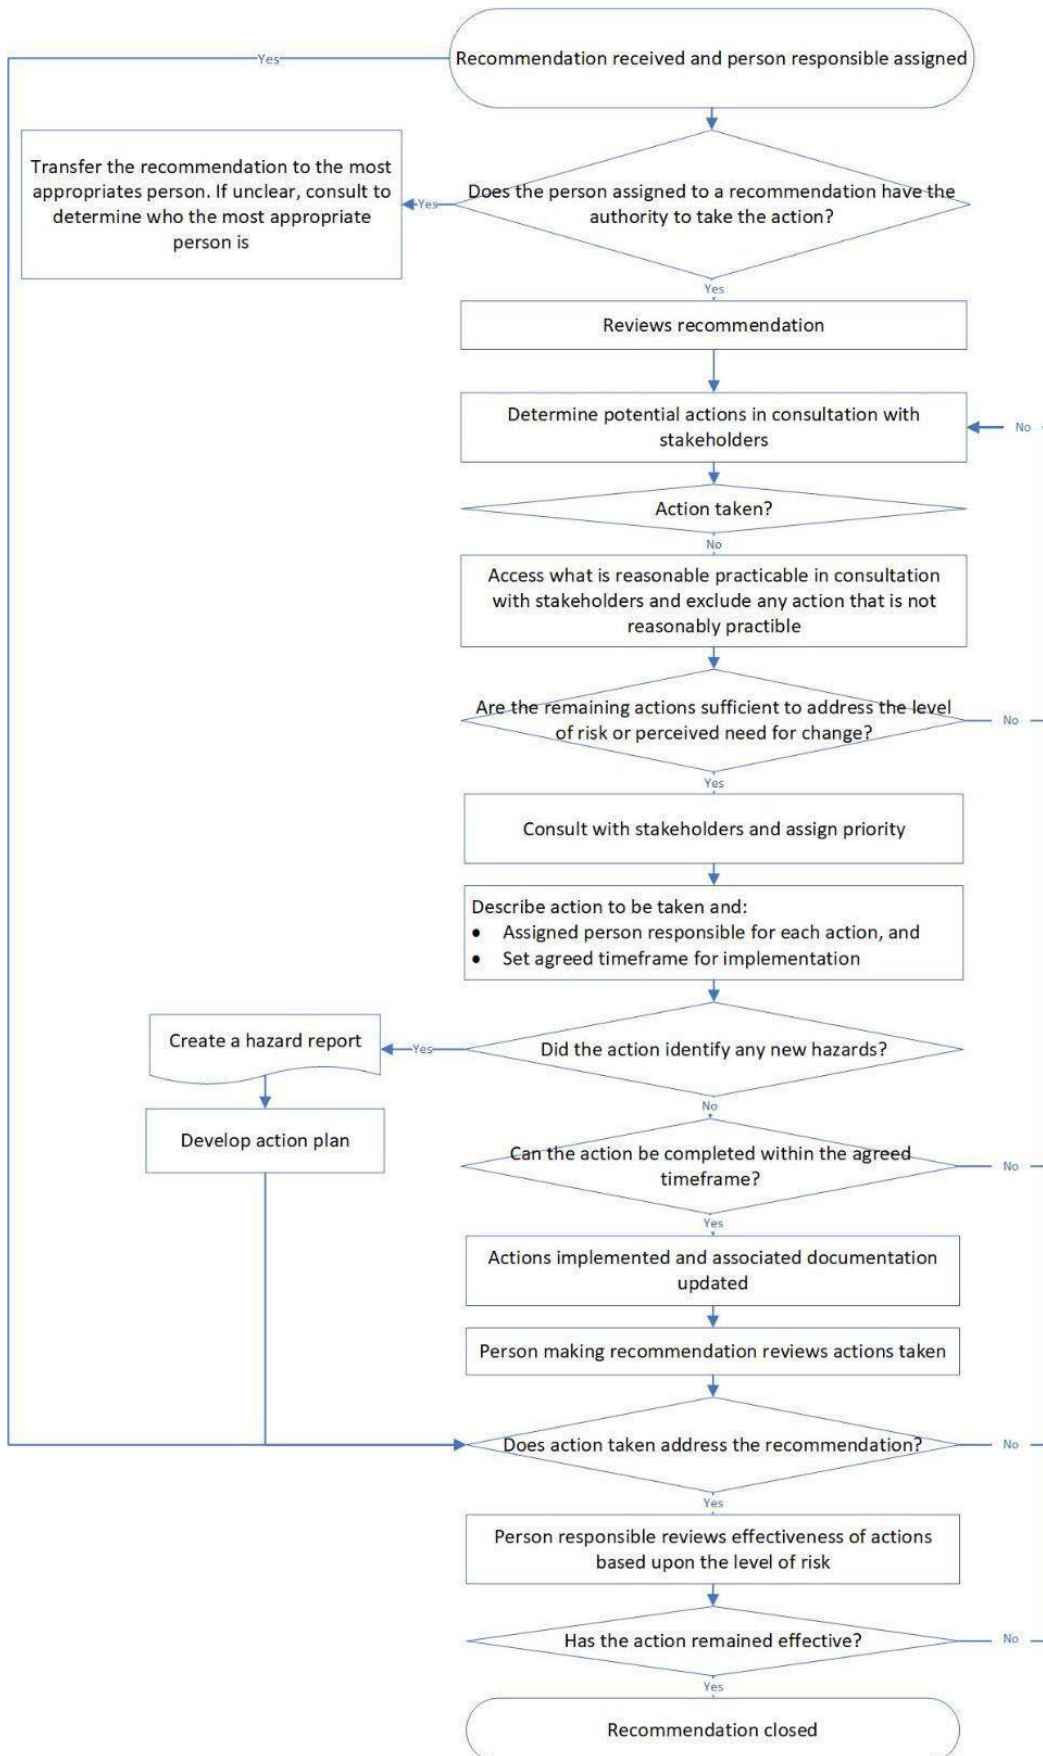 Yes
Recommendation received and person responsible assigned
Transfer the recommendation to the most
appropriates person. If unclear, consult to
determine who the most appropriate
person is
Yes
Does the person assigned to a recommendation have the
authority to take the action?
Yes
Reviews recommendation
Determine potential actions in consultation with
stakeholders
No
Action taken?
No
Access what is reasonable practicable in consultation
with stakeholders and exclude any action that is not
reasonably practible
Are the remaining actions sufficient to address the level
of risk or perceived need for change?
No
Yes
Consult with stakeholders and assign priority
Describe action to be taken and:
• Assigned person responsible for each action, and
• Set agreed timeframe for implementation
Create a hazard report
Yes
Did the action identify any new hazards?
No
Develop action plan
Can the action be completed within the agreed
timeframe?
No
Yes
Actions implemented and associated documentation
updated
Person making recommendation reviews actions taken
Does action taken address the recommendation?
No
Yes
Person responsible reviews effectiveness of actions
based upon the level of risk
Has the action remained effective?
No
Yes
Recommendation closed